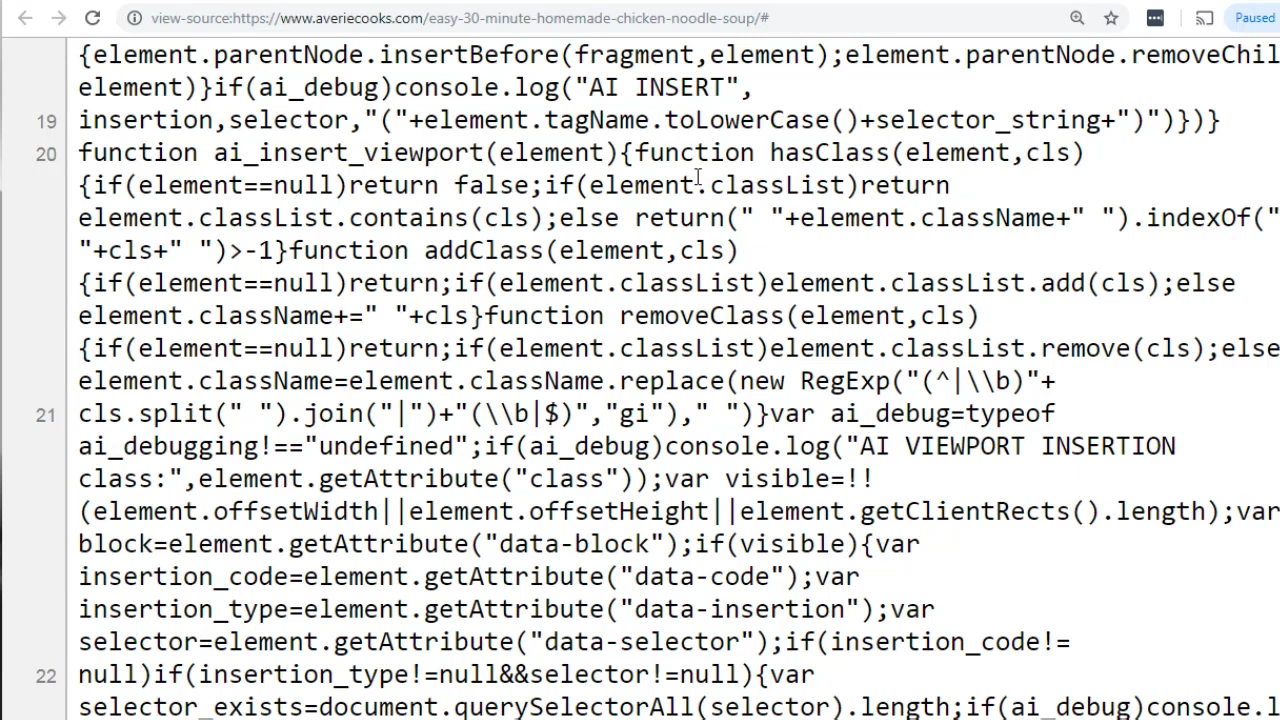 view-source:https://www.averiecooks.com/easy-30-minute-homemade-chicken-noodle-soup/#
Paused
{element.parentNode.insertBefore(fragment,element);element.parentNode.removeChil
element)}if(ai_debug)console.log("AI INSERT",
19 insertion,selector,"("+element.tagName.toLowerCase()+selector_string+")")})}
20 function ai_insert_viewport(element){function hasClass(element,cls)
{if(element==null)return false;if(element.classList)return
element.classList.contains(cls);else return(" "+element.className+" ").indexOf("
"+cls+" ")>-1}function addClass(element,cls)
{if(element==null)return;if(element.classList)element.classList.add(cls);else
element.className+=" "+cls}function removeClass(element,cls)
{if(element==null)return;if(element.classList)element.classList.remove(cls);else
element.className=element.className.replace(new RegExp("(^|\\b)"+
21 cls.split(" ").join("|")+"(\\b|$)","gi")," ")}var ai_debug=typeof
ai_debugging!=="undefined";if(ai_debug)console.log("AI VIEWPORT INSERTION
class:",element.getAttribute("class"));var visible=!!
(element.offsetWidth||element.offsetHeight||element.getClientRects().length);var
block=element.getAttribute("data-block");if(visible){var
insertion_code=element.getAttribute("data-code");var
insertion_type=element.getAttribute("data-insertion");var
selector=element.getAttribute("data-selector");if(insertion_code!=
22 null)if(insertion_type!=null&&selector!=null){var
selector_exists=document.querySelectorAll(selector).length;if(ai_debug)console.l